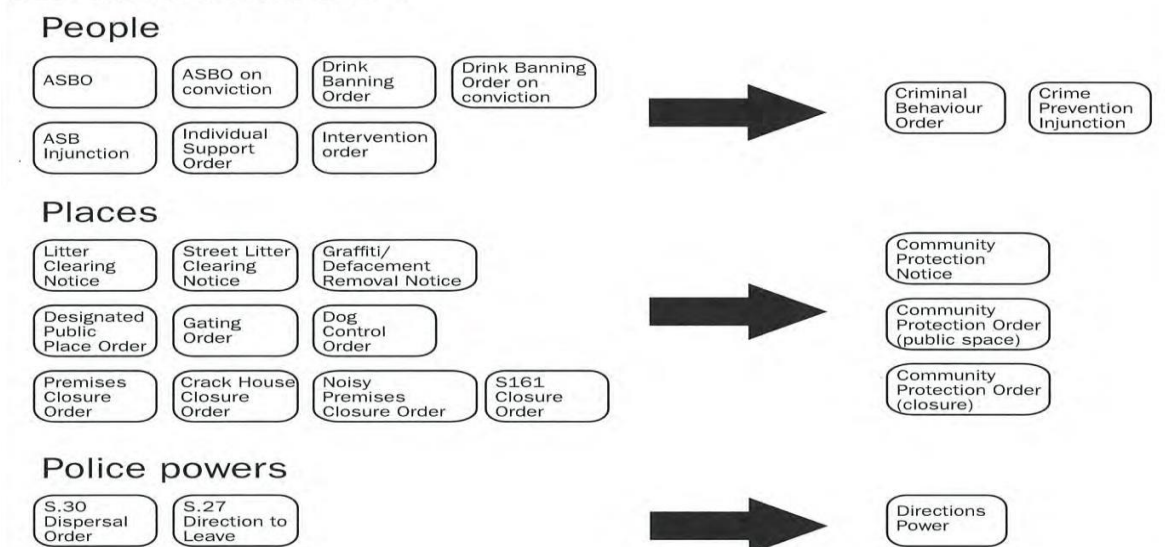 People
ASBO
ASBO on
conviction
Drink
Banning
Order
Drink Banning
Order on
conviction
ASB
Injunction
Individual
Support
Order
Intervention
order
Criminal
Behaviour
Order
Crime
Prevention
Injunction
Places
Litter
Clearing
Notice
Street Litter
Clearing
Notice
Graffiti/
Defacement
Removal Notice
Designated
Public
Place Order
Gating
Order
Dog
Control
Order
Premises
Closure
Order
Crack House
Closure
Order
Noisy
Premises
Closure Order
S161
Closure
Order
Community
Protection
Notice
Community
Protection Order
(public space)
Community
Protection Order
(closure)
Police powers
S.30
Dispersal
Order
S.27
Direction to
Leave
Directions
Power